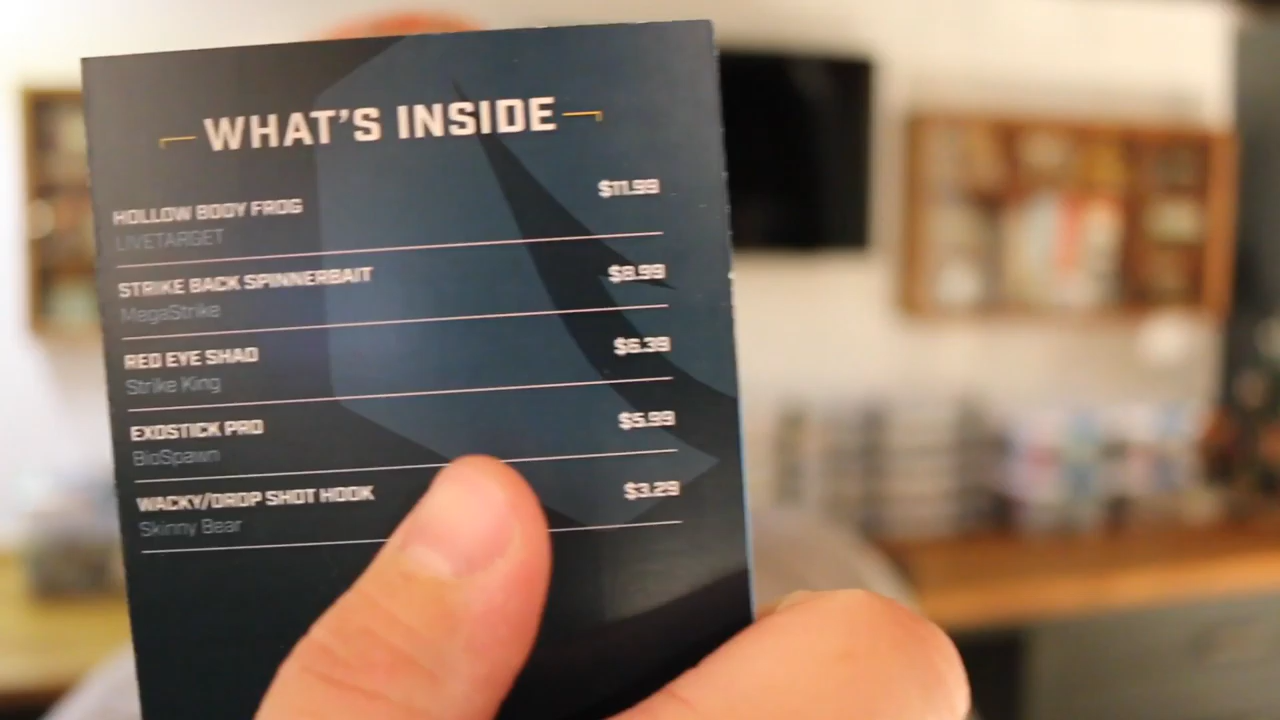 WHAT'S INSIDE
HOLLOW BODY FROG $11.99
LIVETARGET
STRIKE BACK SPINNERBAIT $8.99
MegaStrike
RED EYE SHAD $6.39
Strike King
EXOSTICK PRO $5.99
BioSpawn
WACKY/DROP SHOT HOOK $3.29
Skinny Bear